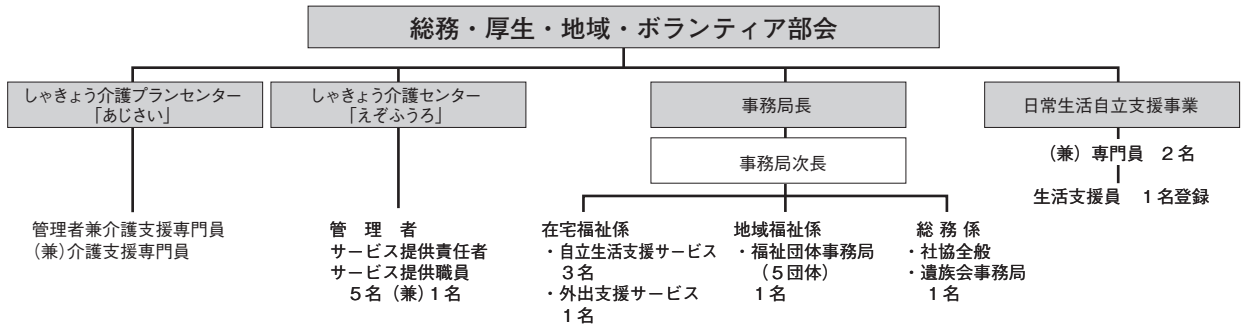 総務・厚生・地域・ボランティア部会
しゃきょう介護プランセンター
「あじさい」
管理者兼介護支援専門員
(兼)介護支援専門員
しゃきょう介護センター
「えぞふうろ」
管　理　者
サービス提供責任者
サービス提供職員
５名 (兼) １名
事務局長
事務局次長
在宅福祉係
・自立生活支援サービス
３名
・外出支援サービス
１名
地域福祉係
・福祉団体事務局
（５団体）
１名
総 務 係
・社協全般
・遺族会事務局
１名
日常生活自立支援事業
（兼）専門員　２名
生活支援員　１名登録